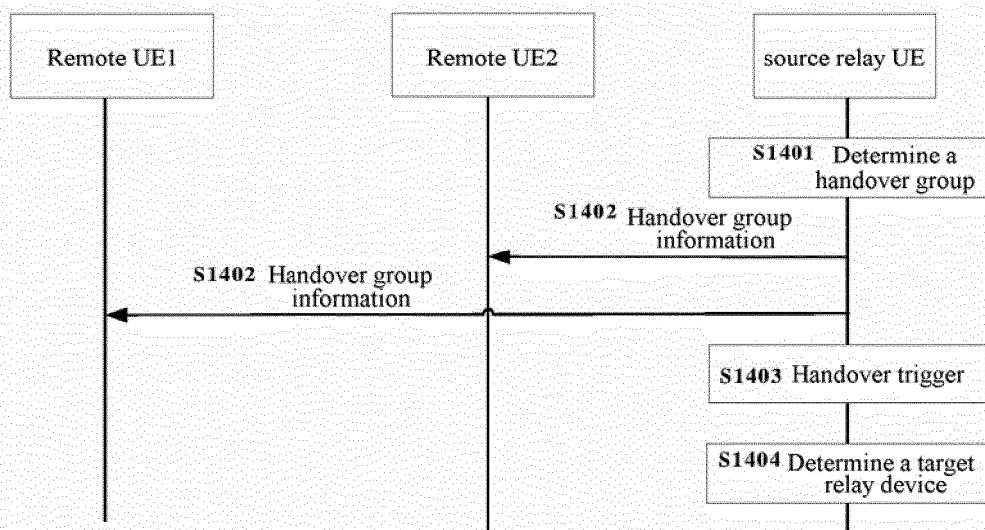 Remote UE1
Remote UE2
source relay UE
S1401 Determine a
handover group
S1402 Handover group
information
S1402 Handover group
information
S1403 Handover trigger
S1404 Determine a target
relay device